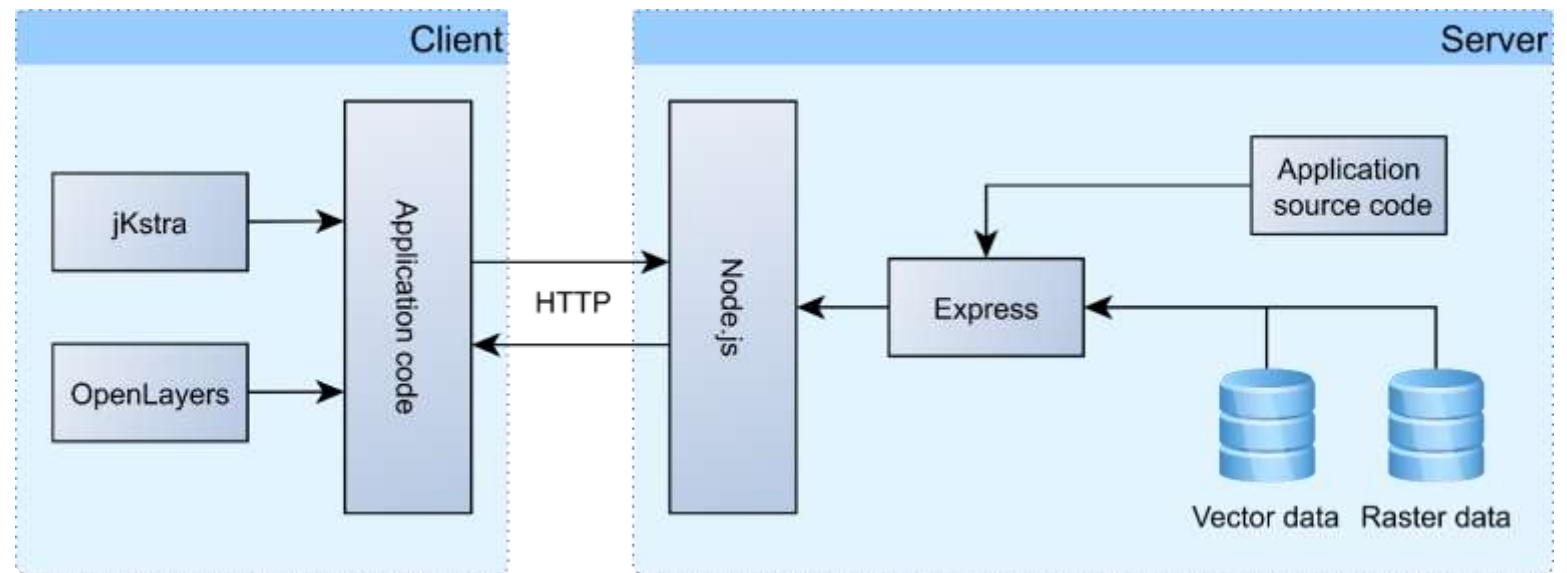 Client
Server
jKstra
OpenLayers
Application code
HTTP
Node.js
Express
Application
source code
Vector data
Raster data